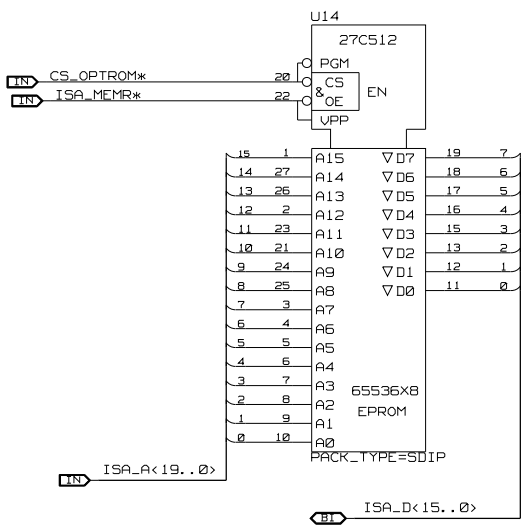 U14
27C512
PGM
IN CS_OPTROM* 20 CS
& EN
IN ISA_MEMR* 22 OE
VPP
15 1 A15 ▽ D7 19 7
14 27 A14 ▽ D6 18 6
13 26 A13 ▽ D5 17 5
12 2 A12 ▽ D4 16 4
11 23 A11 ▽ D3 15 3
10 21 A10 ▽ D2 13 2
9 24 A9 ▽ D1 12 1
8 25 A8 ▽ D0 11 0
7 3 A7
6 4 A6
5 5 A5
4 6 A4
3 7 A3
65536X8
2 8 A2
EPROM
1 9 A1
0 10 A0
PACK_TYPE=SDIP
IN ISA_A<19..0>
BI ISA_D<15..0>